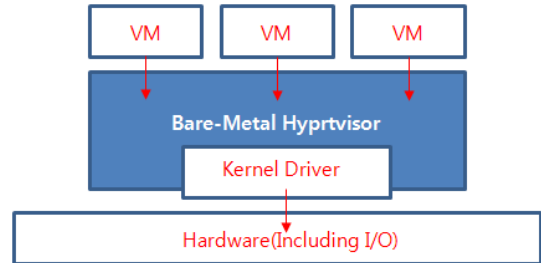 VM VM VM
Bare-Metal Hyprtvisor
Kernel Driver
Hardware(Including I/O)